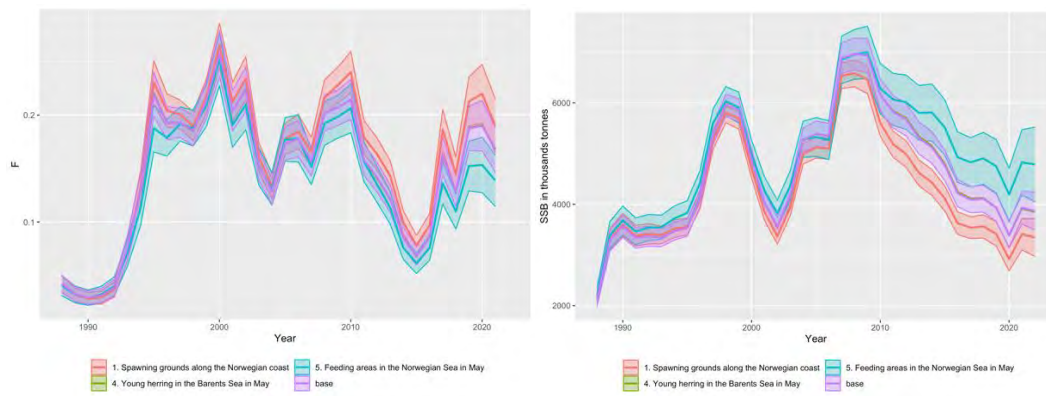 0.2
0.1
F
1990
2000
2010
2020
Year
1. Spawning grounds along the Norwegian coast
5. Feeding areas in the Norwegian Sea in May
4. Young herring in the Barents Sea in May
base
6000
4000
2000
SSB in thousands tonnes
1990
2000
2010
2020
Year
1. Spawning grounds along the Norwegian coast
5. Feeding areas in the Norwegian Sea in May
4. Young herring in the Barents Sea in May
base